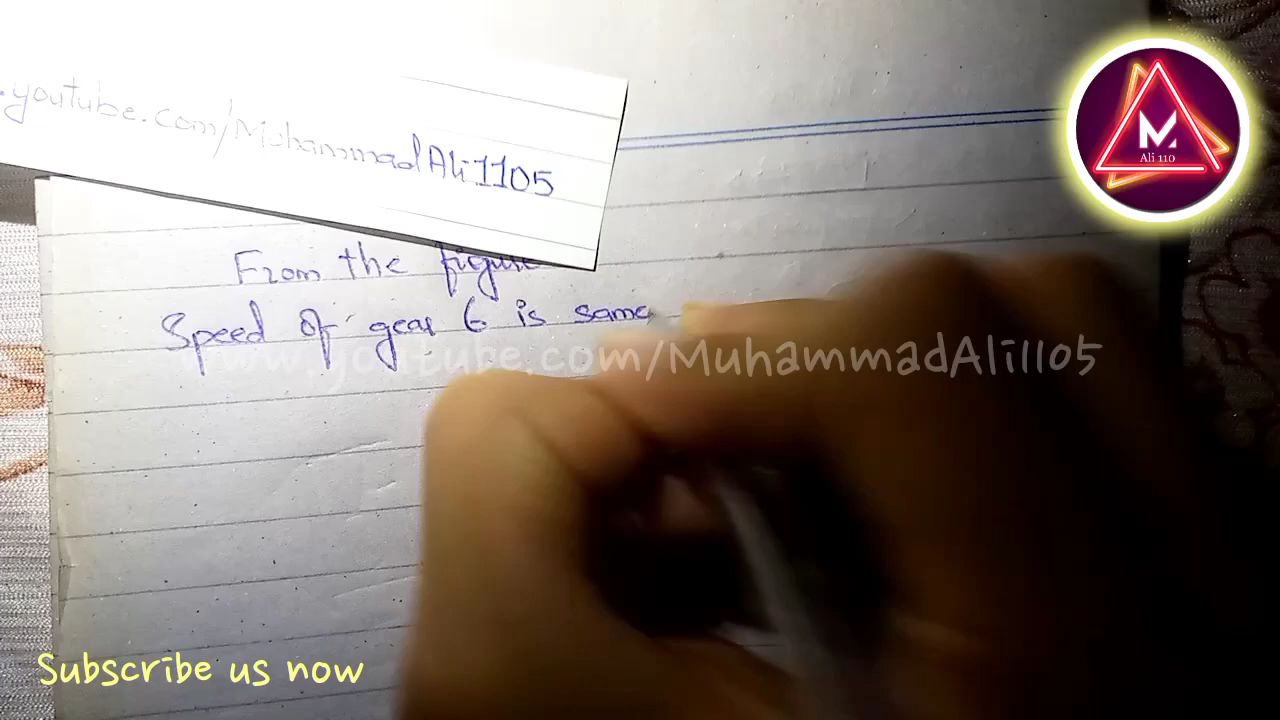 .youtube.com/MuhammadAli1105
M
Ali 110
From the figure
Speed of gear 6 is same
www.youtube.com/MuhammadAli1105
Subscribe us now